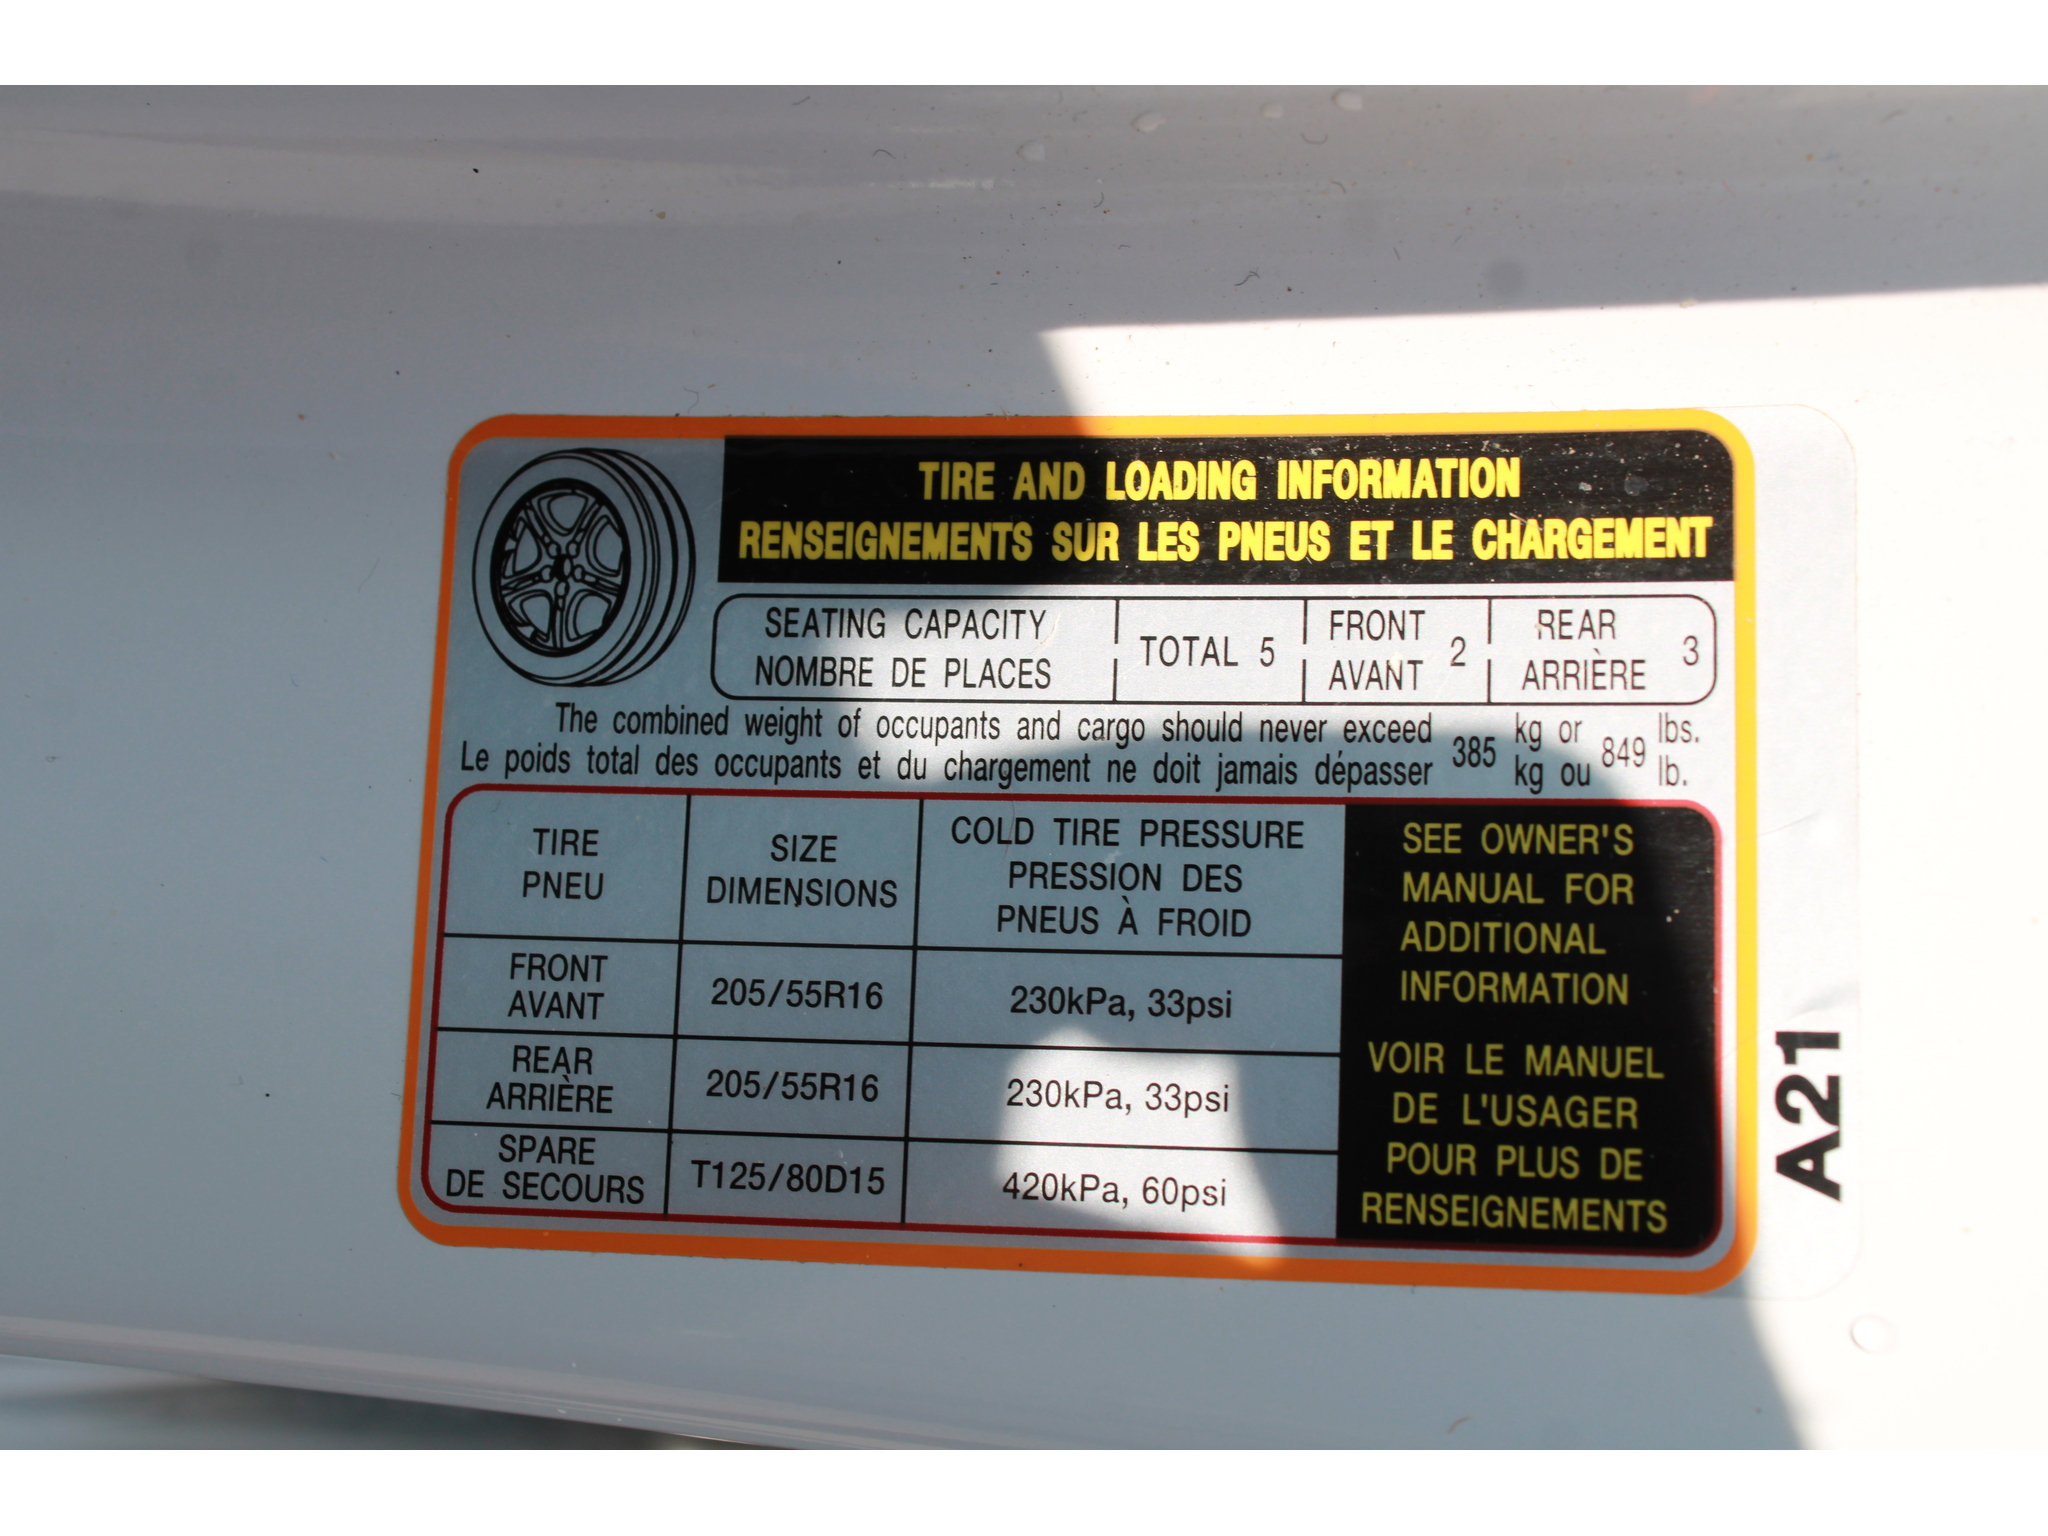 TIRE AND LOADING INFORMATION
RENSEIGNEMENTS SUR LES PNEUS ET LE CHARGEMENT
SEATING CAPACITY
NOMBRE DE PLACES
TOTAL 5
FRONT
AVANT
2
REAR
ARRIÈRE
3
The combined weight of occupants and cargo should never exceed
Le poids total des occupants et du chargement ne doit jamais dépasser
385
kg or
kg ou
849
lbs.
lb.
TIRE
PNEU
SIZE
DIMENSIONS
COLD TIRE PRESSURE
PRESSION DES
PNEUS À FROID
FRONT
AVANT
205/55R16
230kPa, 33psi
REAR
ARRIÈRE
205/55R16
230kPa, 33psi
SPARE
DE SECOURS
T125/80D15
420kPa, 60psi
SEE OWNER'S
MANUAL FOR
ADDITIONAL
INFORMATION
VOIR LE MANUEL
DE L'USAGER
POUR PLUS DE
RENSEIGNEMENTS
A21